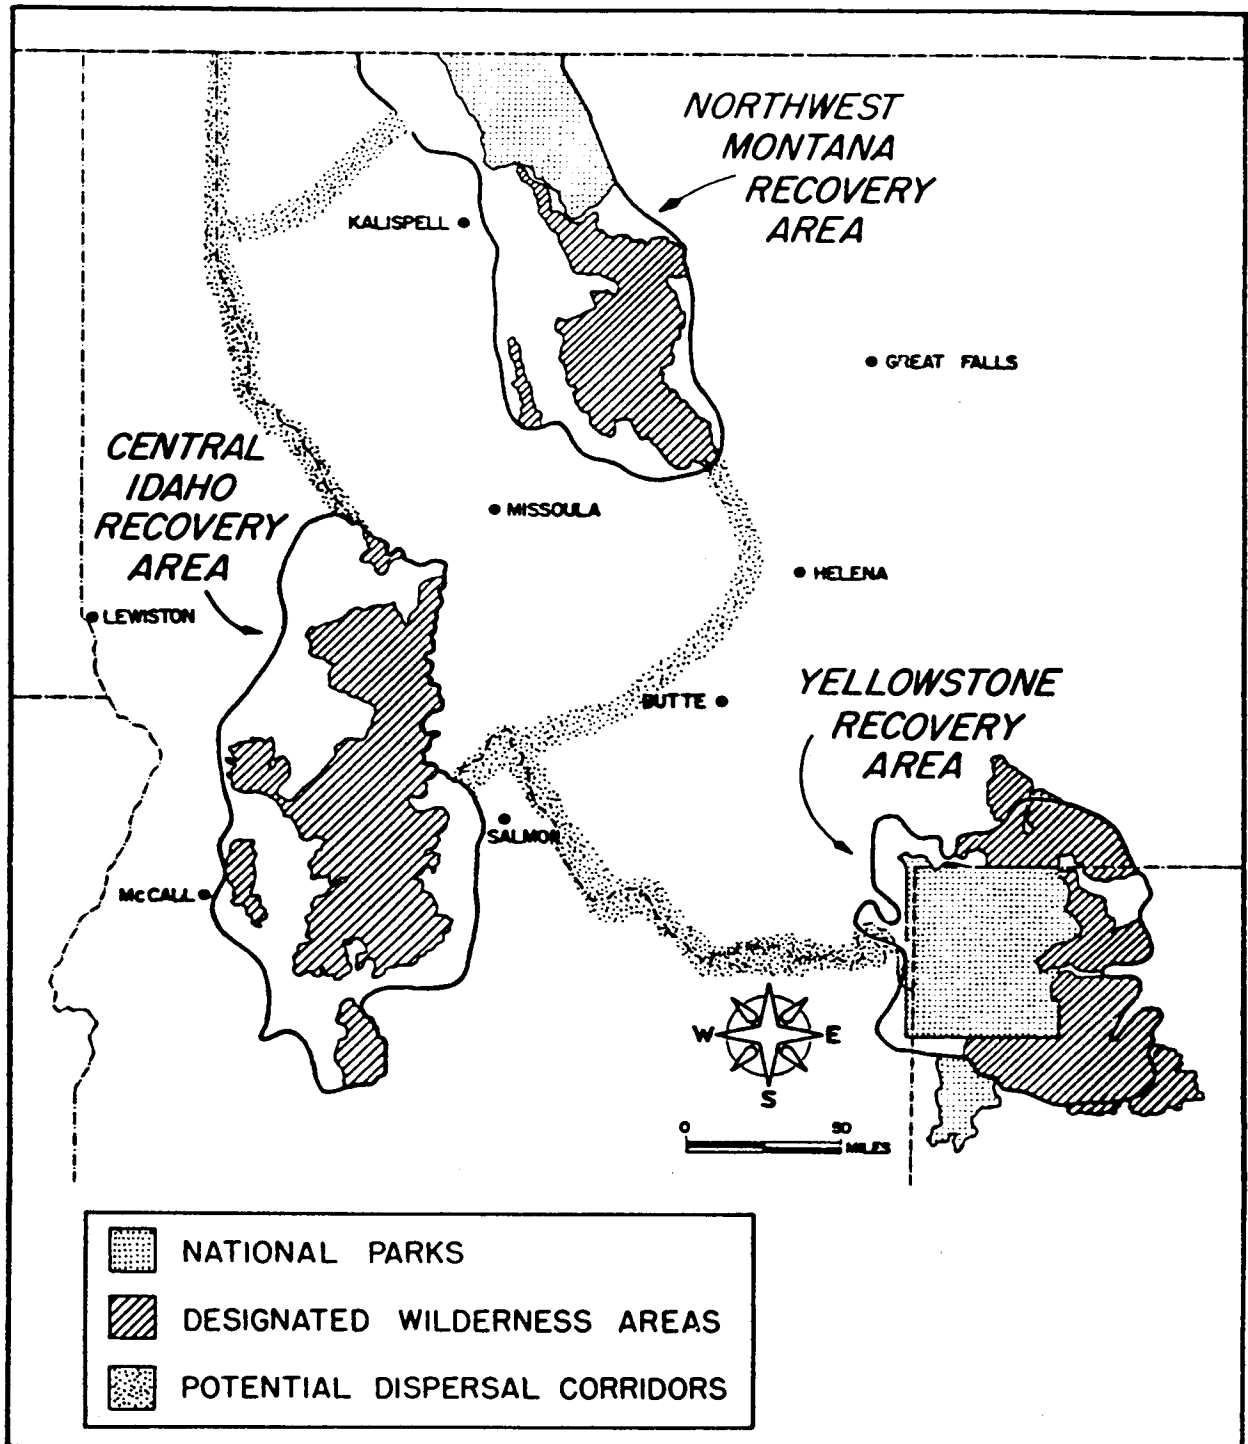 NORTHWEST
MONTANA
RECOVERY
AREA
KALISPELL
GREAT FALLS
CENTRAL
IDAHO
RECOVERY
AREA
MISSOULA
HELENA
LEWISTON
YELLOWSTONE
RECOVERY
AREA
BUTTE
SALMON
McCALL
W E
S
0 50
MILES
NATIONAL PARKS
DESIGNATED WILDERNESS AREAS
POTENTIAL DISPERSAL CORRIDORS